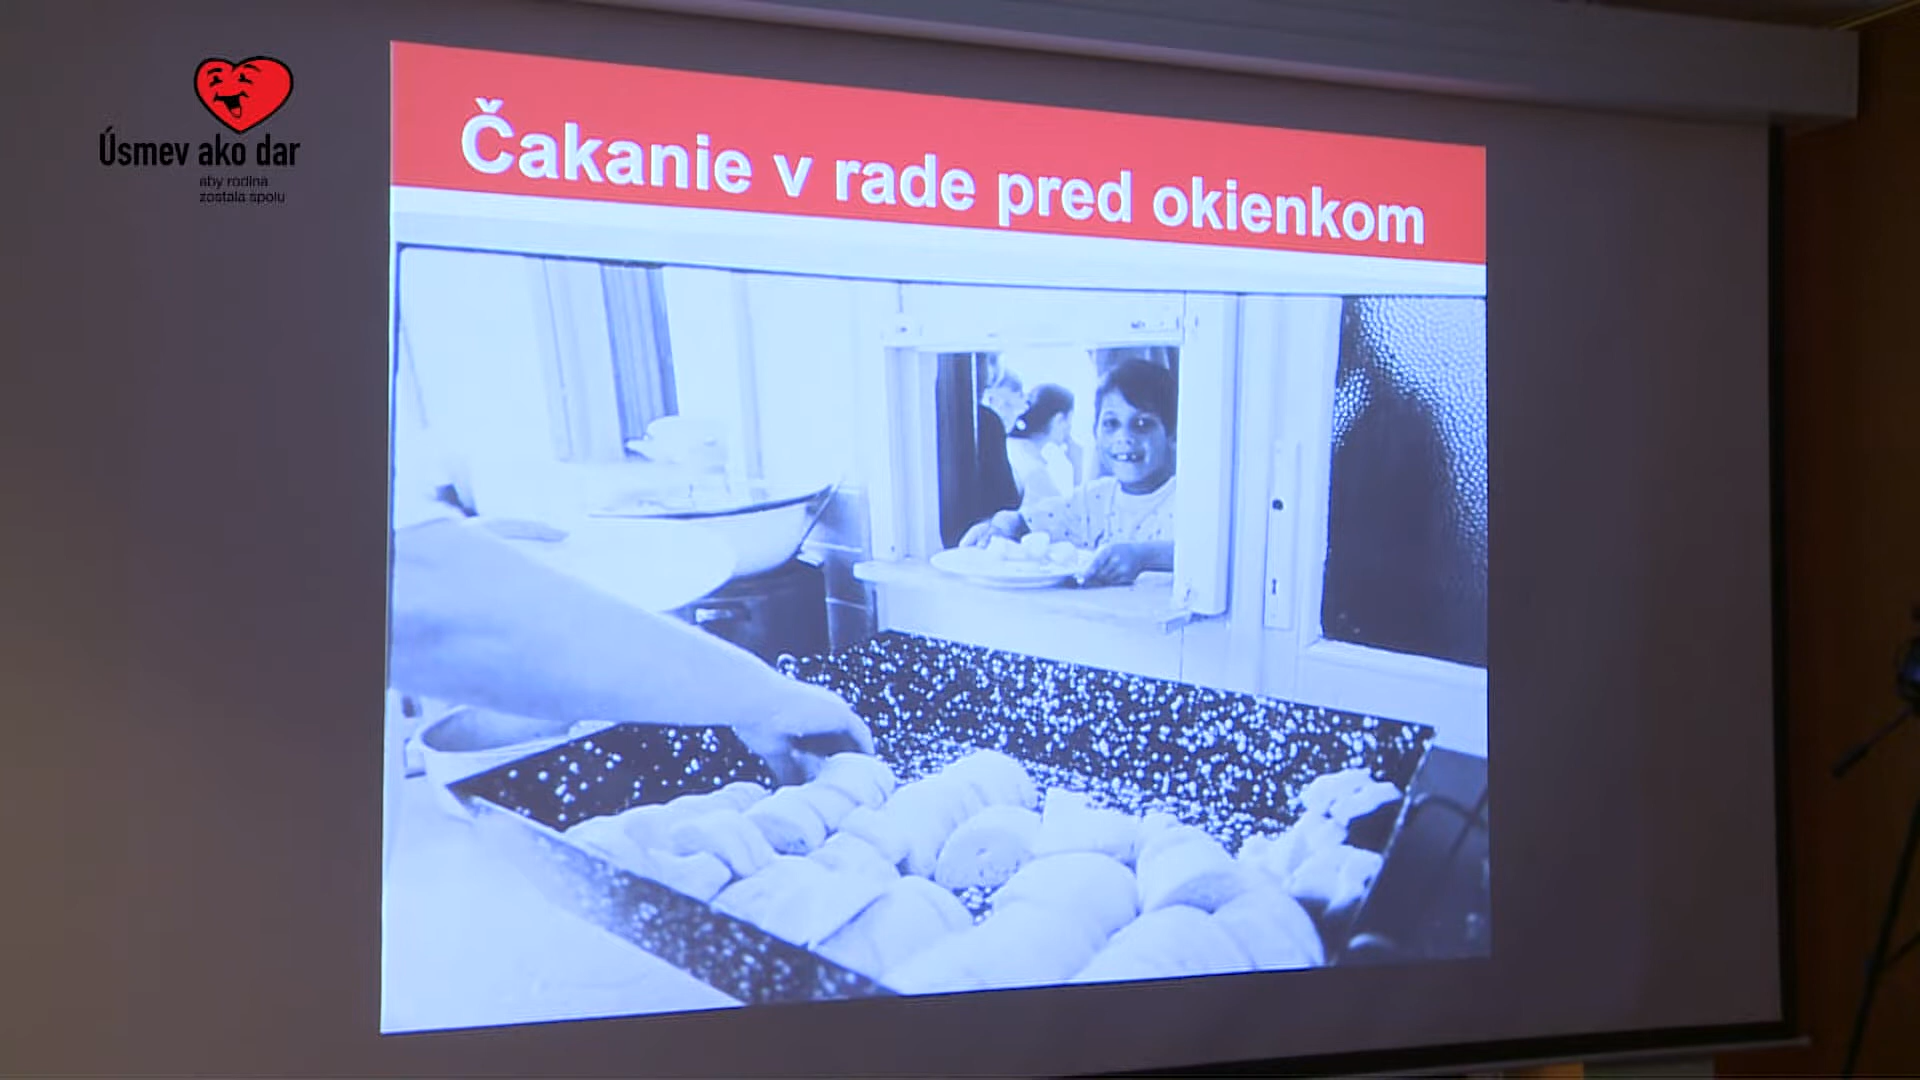 Úsmev ako dar
aby rodina
zostala spolu
Čakanie v rade pred okienkom